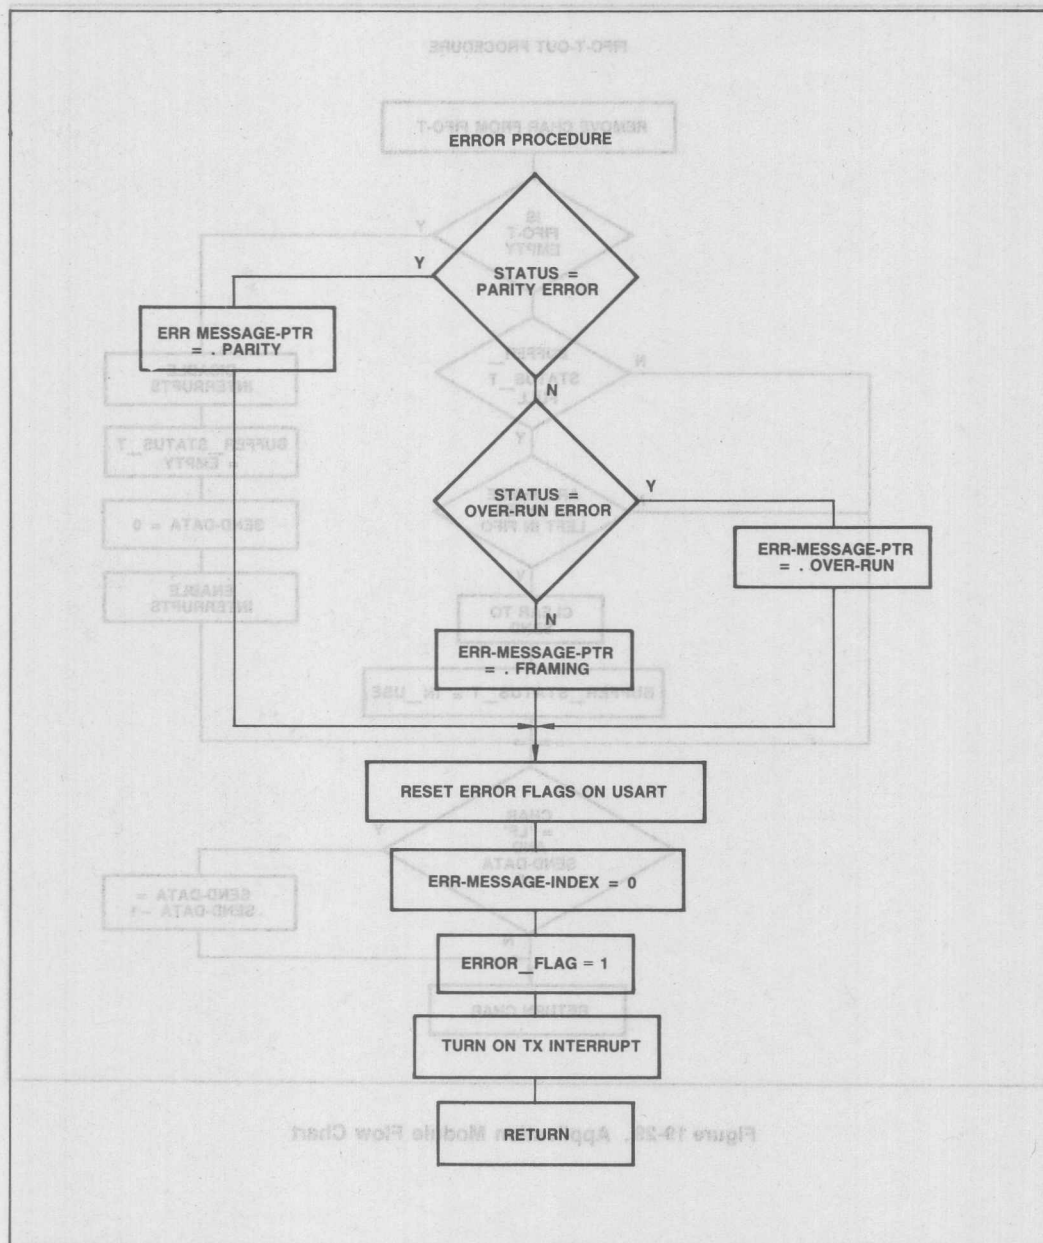 ERROR PROCEDURE
STATUS =
PARITY ERROR
Y
N
ERR MESSAGE-PTR
= . PARITY
STATUS =
OVER-RUN ERROR
Y
N
ERR-MESSAGE-PTR
= . OVER-RUN
ERR-MESSAGE-PTR
= . FRAMING
RESET ERROR FLAGS ON USART
ERR-MESSAGE-INDEX = 0
ERROR_FLAG = 1
TURN ON TX INTERRUPT
RETURN